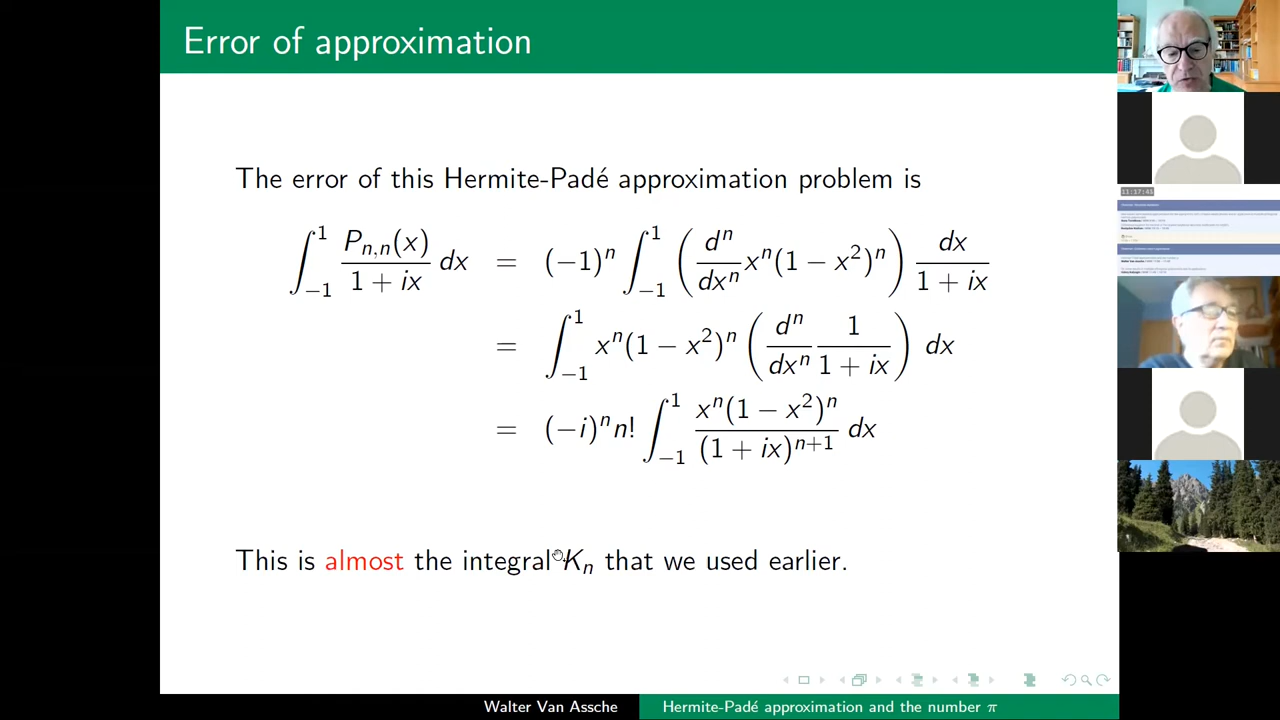 Error of approximation
The error of this Hermite-Padé approximation problem is
∫_{-1}^{1} P_{n,n}(x)/(1 + ix) dx = (−1)^n ∫_{-1}^{1} (d^n/dx^n x^n(1 − x^2)^n) dx/(1 + ix)
= ∫_{-1}^{1} x^n(1 − x^2)^n (d^n/dx^n 1/(1 + ix)) dx
= (−i)^n n! ∫_{-1}^{1} x^n(1 − x^2)^n/(1 + ix)^{n+1} dx
This is almost the integral K_n that we used earlier.
Walter Van Assche Hermite-Padé approximation and the number π